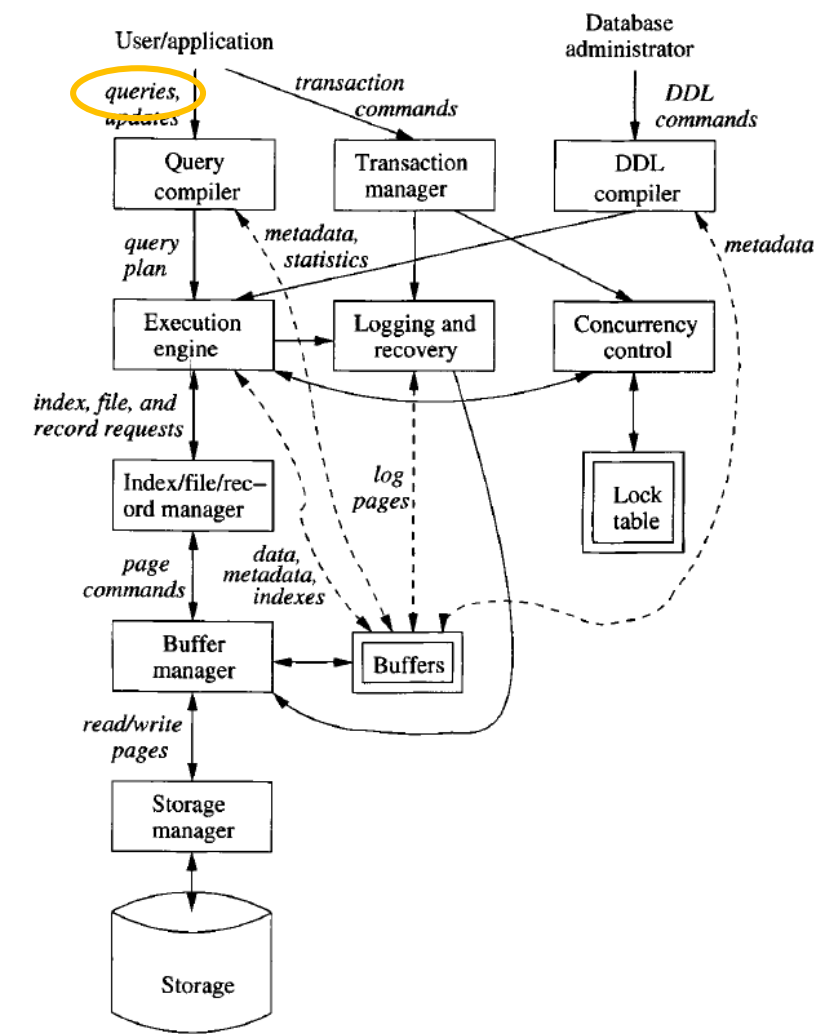 User/application
Database
administrator
queries,
updates
transaction
commands
DDL
commands
Query
compiler
Transaction
manager
DDL
compiler
query
plan
metadata,
statistics
metadata
Execution
engine
Logging and
recovery
Concurrency
control
index, file, and
record requests
Index/file/rec–
ord manager
log
pages
Lock
table
page
commands
data,
metadata,
indexes
Buffer
manager
Buffers
read/write
pages
Storage
manager
Storage